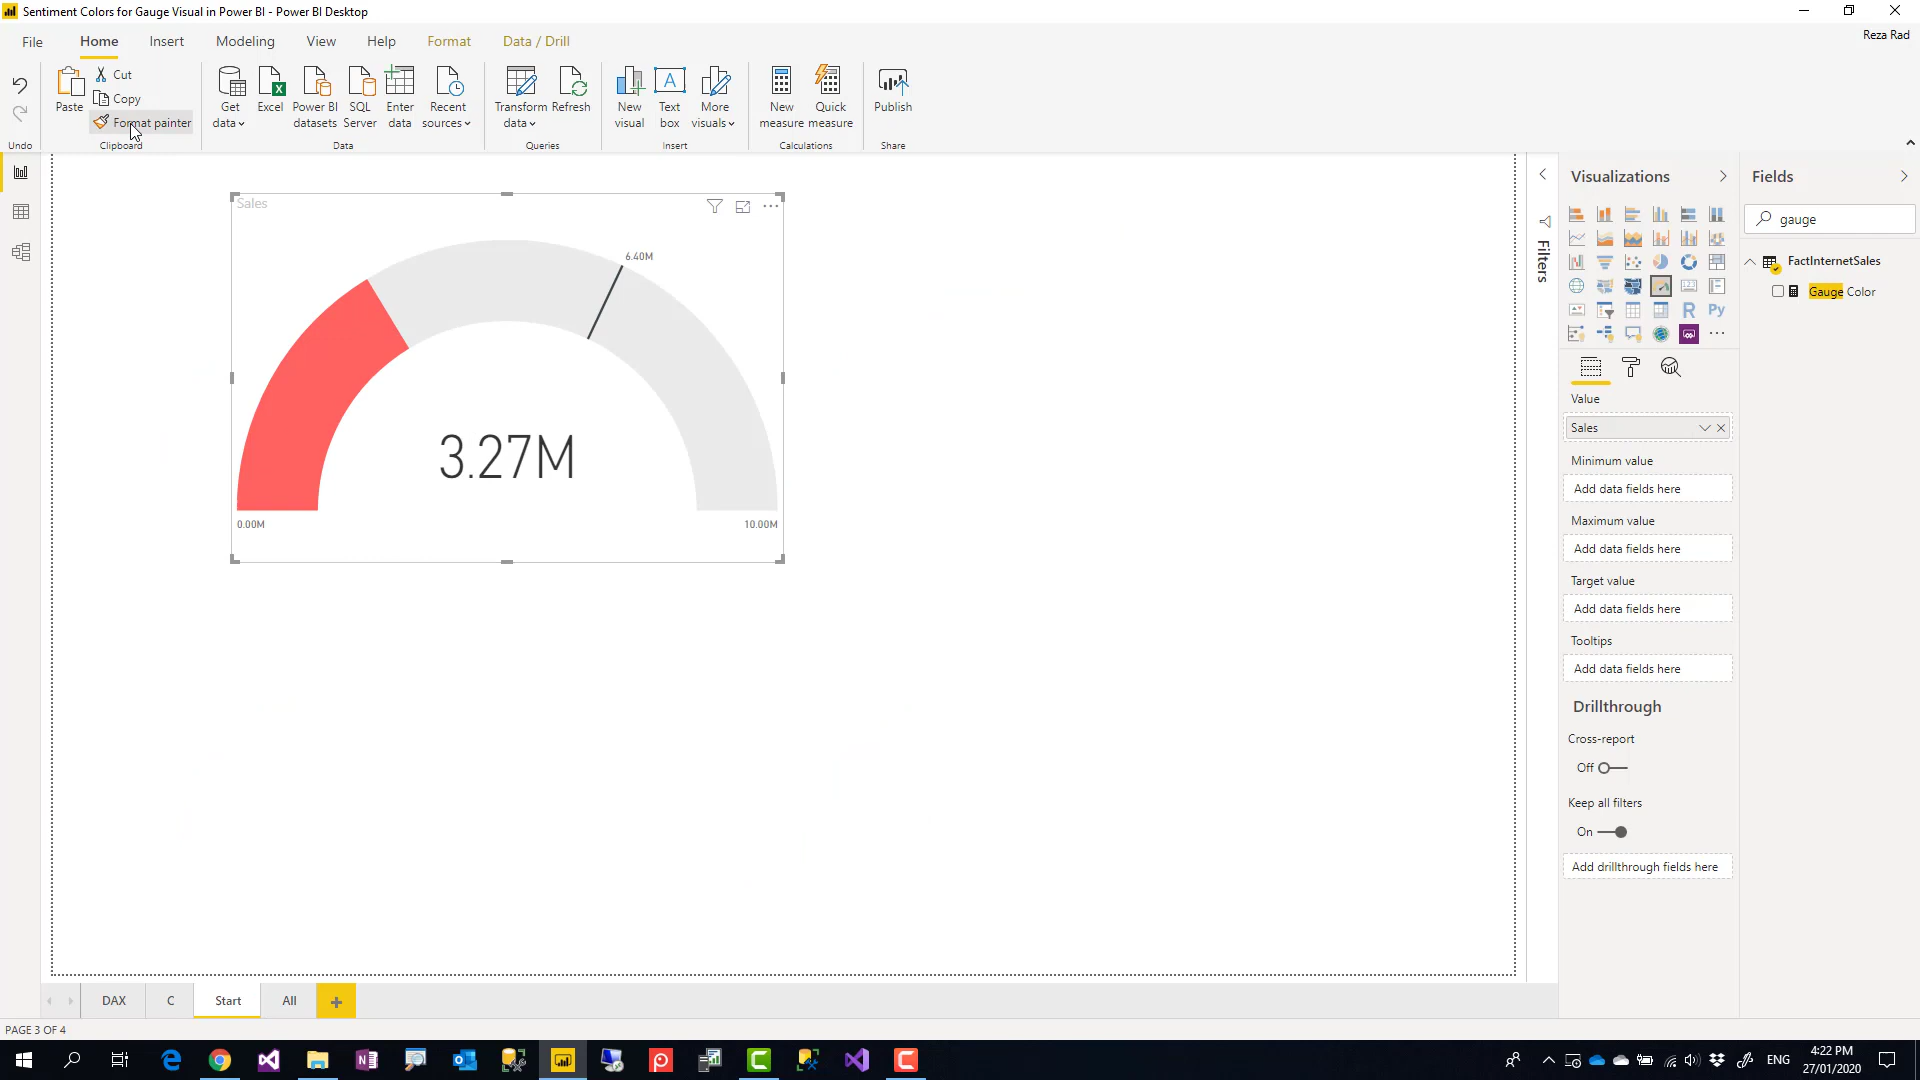 Sentiment Colors for Gauge Visual in Power BI - Power BI Desktop
Reza Rad
File Home Insert Modeling View Help Format Data / Drill
Cut
Copy
Format painter
Paste
Get data
Excel
Power BI datasets
SQL Server
Enter data
Recent sources
Transform data
Refresh
New visual
Text box
More visuals
New measure
Quick measure
Publish
Undo Clipboard Data Queries Insert Calculations Share
Sales
6.40M
3.27M
0.00M
10.00M
Filters
Visualizations
R
Py
Value
Sales
Minimum value
Add data fields here
Maximum value
Add data fields here
Target value
Add data fields here
Tooltips
Add data fields here
Drillthrough
Cross-report
Off
Keep all filters
On
Add drillthrough fields here
Fields
gauge
FactInternetSales
Gauge Color
DAX C Start All +
PAGE 3 OF 4
ENG
4:22 PM
27/01/2020